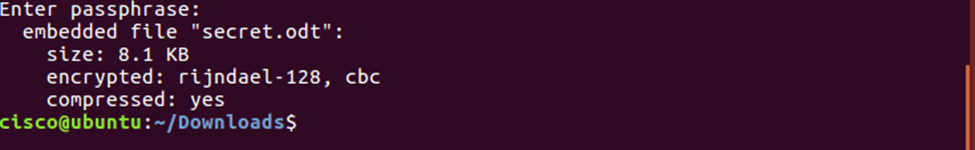 Enter passphrase:
embedded file "secret.odt":
size: 8.1 KB
encrypted: rijndael-128, cbc
compressed: yes
cisco@ubuntu:~/Downloads$